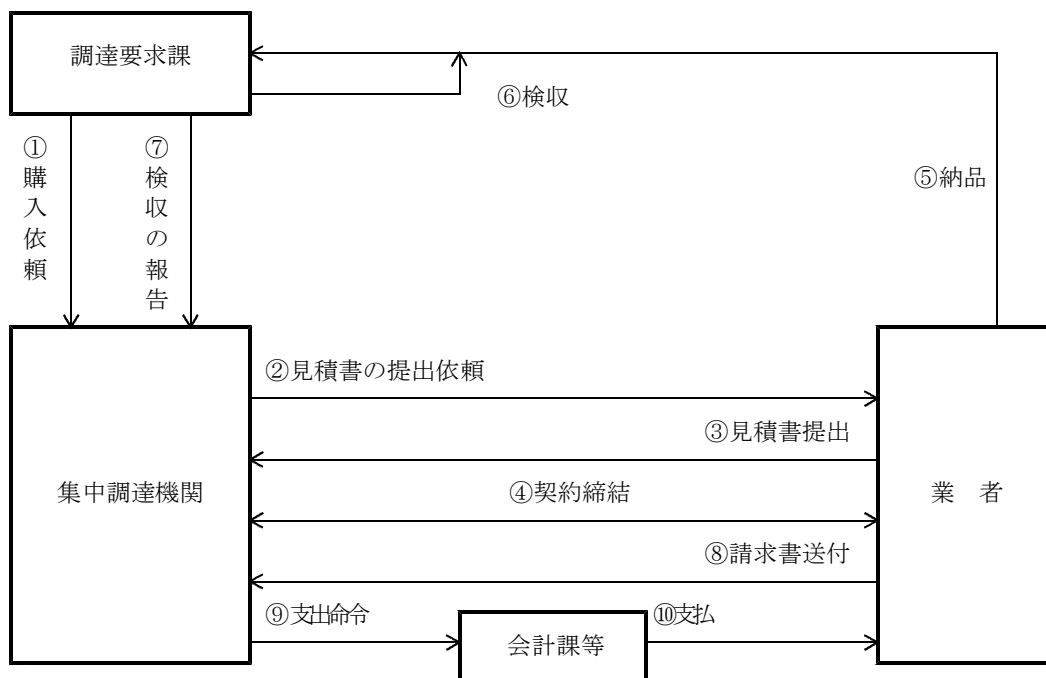 調達要求課
⑥検収
①購入依頼
⑦検収の報告
⑤納品
②見積書の提出依頼
③見積書提出
集中調達機関
④契約締結
業　者
⑧請求書送付
⑨支出命令
⑩支払
会計課等